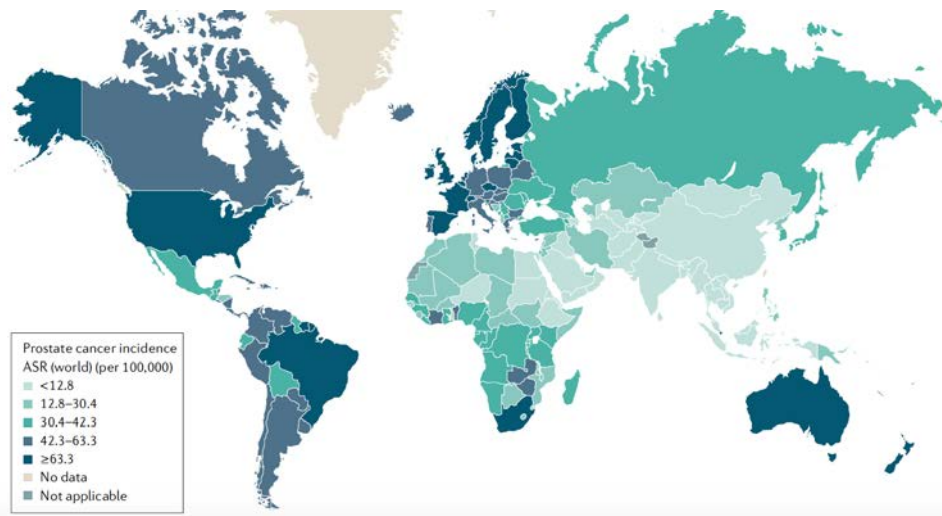 Prostate cancer incidence
ASR (world) (per 100,000)
<12.8
12.8–30.4
30.4–42.3
42.3–63.3
≥63.3
No data
Not applicable